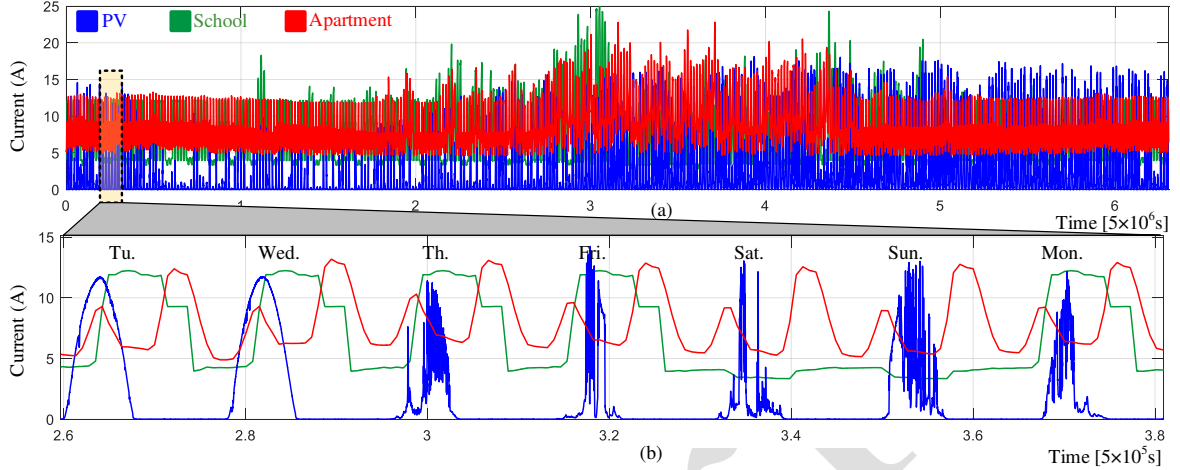 25
PV School Apartment
20
15
10
5
0
Current (A)
0 1 2 3 4 5 6
(a)
Time [5×10⁶s]
15
Tu. Wed. Th. Fri. Sat. Sun. Mon.
10
5
0
Current (A)
2.6 2.8 3 3.2 3.4 3.6 3.8
(b)
Time [5×10⁵s]